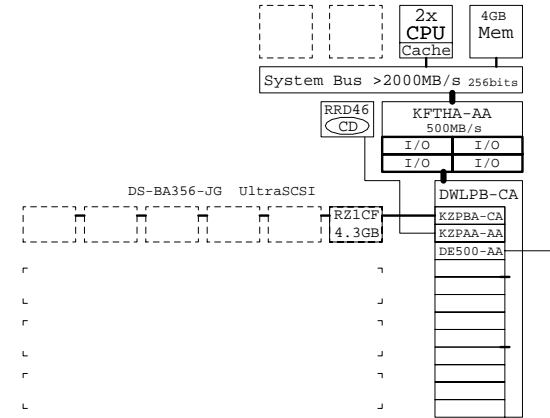 2x
CPU
Cache
4GB
Mem
System Bus >2000MB/s 256bits
RRD46
CD
KFTHA-AA
500MB/s
I/O I/O
I/O I/O
DS-BA356-JG UltraSCSI
DWLPB-CA
RZ1CF
4.3GB
KZPBA-CA
KZPAA-AA
DE500-AA